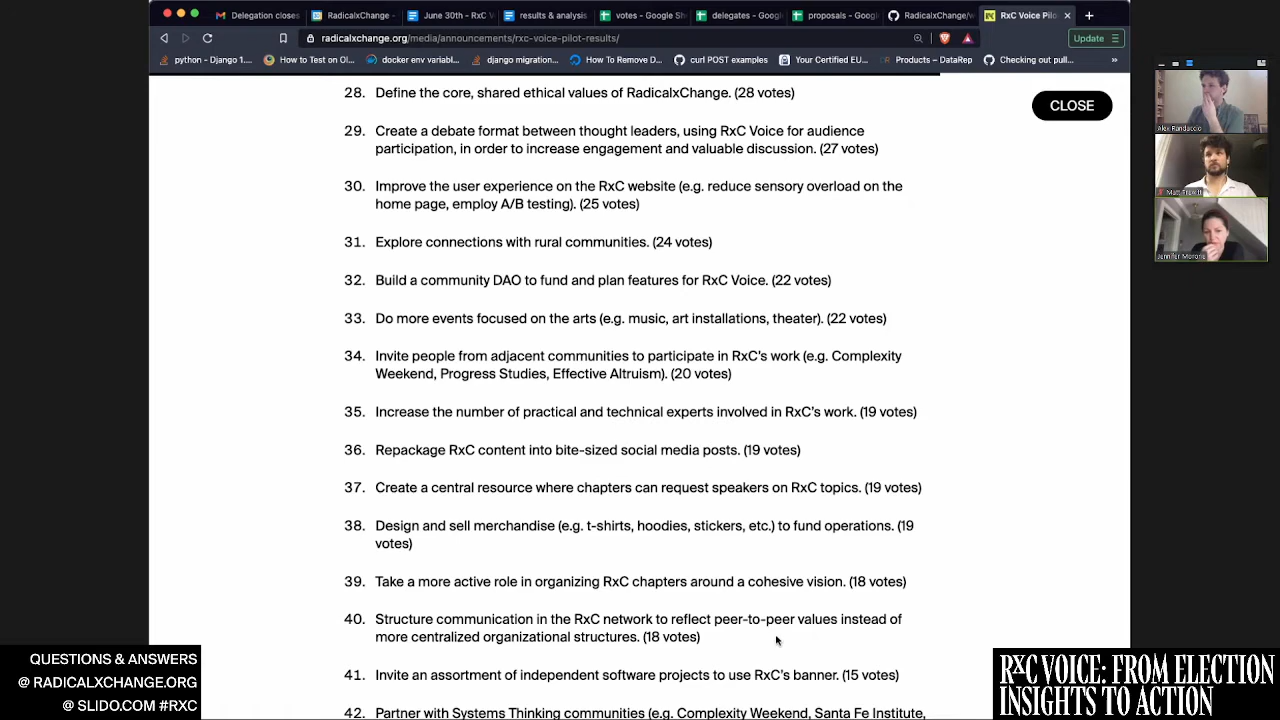 Delegation closes
RadicalxChange -
June 30th - RxC V
results & analysis
votes - Google Sh
delegates - Goog
proposals - Google
RadicalxChange/w
RxC Voice Pilo
radicalxchange.org/media/announcements/rxc-voice-pilot-results/
Update
python - Django 1....
How to Test on Ol...
docker env variab...
django migration...
How To Remove D...
curl POST examples
Your Certified EU...
Products – DataRep
Checking out pull...
»
CLOSE
28. Define the core, shared ethical values of RadicalxChange. (28 votes)
29. Create a debate format between thought leaders, using RxC Voice for audience
participation, in order to increase engagement and valuable discussion. (27 votes)
30. Improve the user experience on the RxC website (e.g. reduce sensory overload on the
home page, employ A/B testing). (25 votes)
31. Explore connections with rural communities. (24 votes)
32. Build a community DAO to fund and plan features for RxC Voice. (22 votes)
33. Do more events focused on the arts (e.g. music, art installations, theater). (22 votes)
34. Invite people from adjacent communities to participate in RxC's work (e.g. Complexity
Weekend, Progress Studies, Effective Altruism). (20 votes)
35. Increase the number of practical and technical experts involved in RxC's work. (19 votes)
36. Repackage RxC content into bite-sized social media posts. (19 votes)
37. Create a central resource where chapters can request speakers on RxC topics. (19 votes)
38. Design and sell merchandise (e.g. t-shirts, hoodies, stickers, etc.) to fund operations. (19
votes)
39. Take a more active role in organizing RxC chapters around a cohesive vision. (18 votes)
40. Structure communication in the RxC network to reflect peer-to-peer values instead of
more centralized organizational structures. (18 votes)
41. Invite an assortment of independent software projects to use RxC's banner. (15 votes)
42. Partner with Systems Thinking communities (e.g. Complexity Weekend, Santa Fe Institute,
Alex Randaccio
Matt
Jennifer Morone
QUESTIONS & ANSWERS
@ RADICALXCHANGE.ORG
@ SLIDO.COM #RXC
RXC VOICE: FROM ELECTION
INSIGHTS TO ACTION